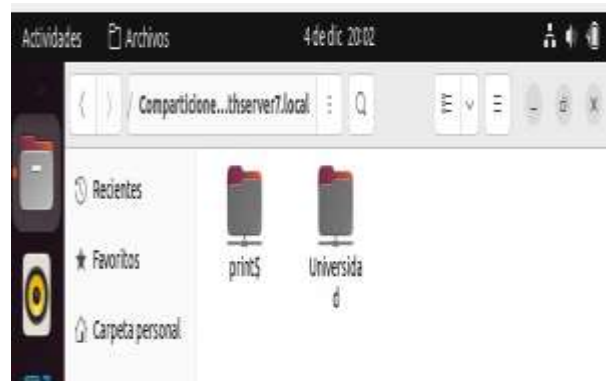 Actividades Archivos 4 de dic 20:02
/ Comparticione...thserver7.local
Recientes
Favoritos
Carpeta personal
print$
Universida
d